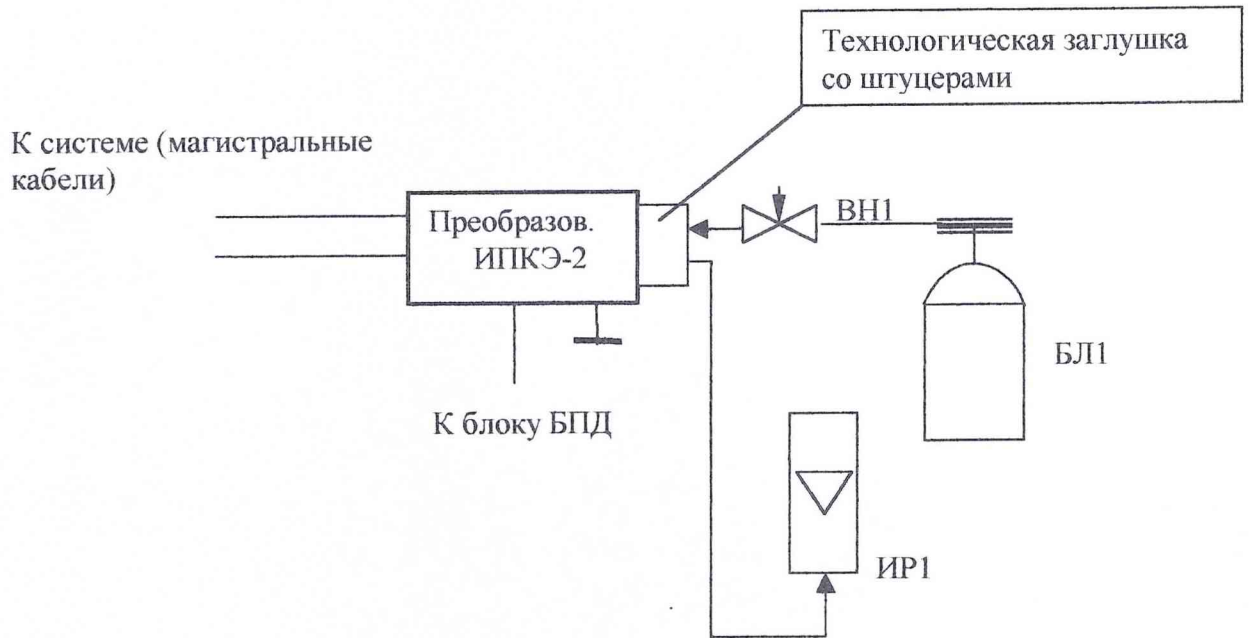 Технологическая заглушка
со штуцерами
К системе (магистральные
кабели)
Преобразов.
ИПКЭ-2
ВН1
БЛ1
К блоку БПД
ИР1